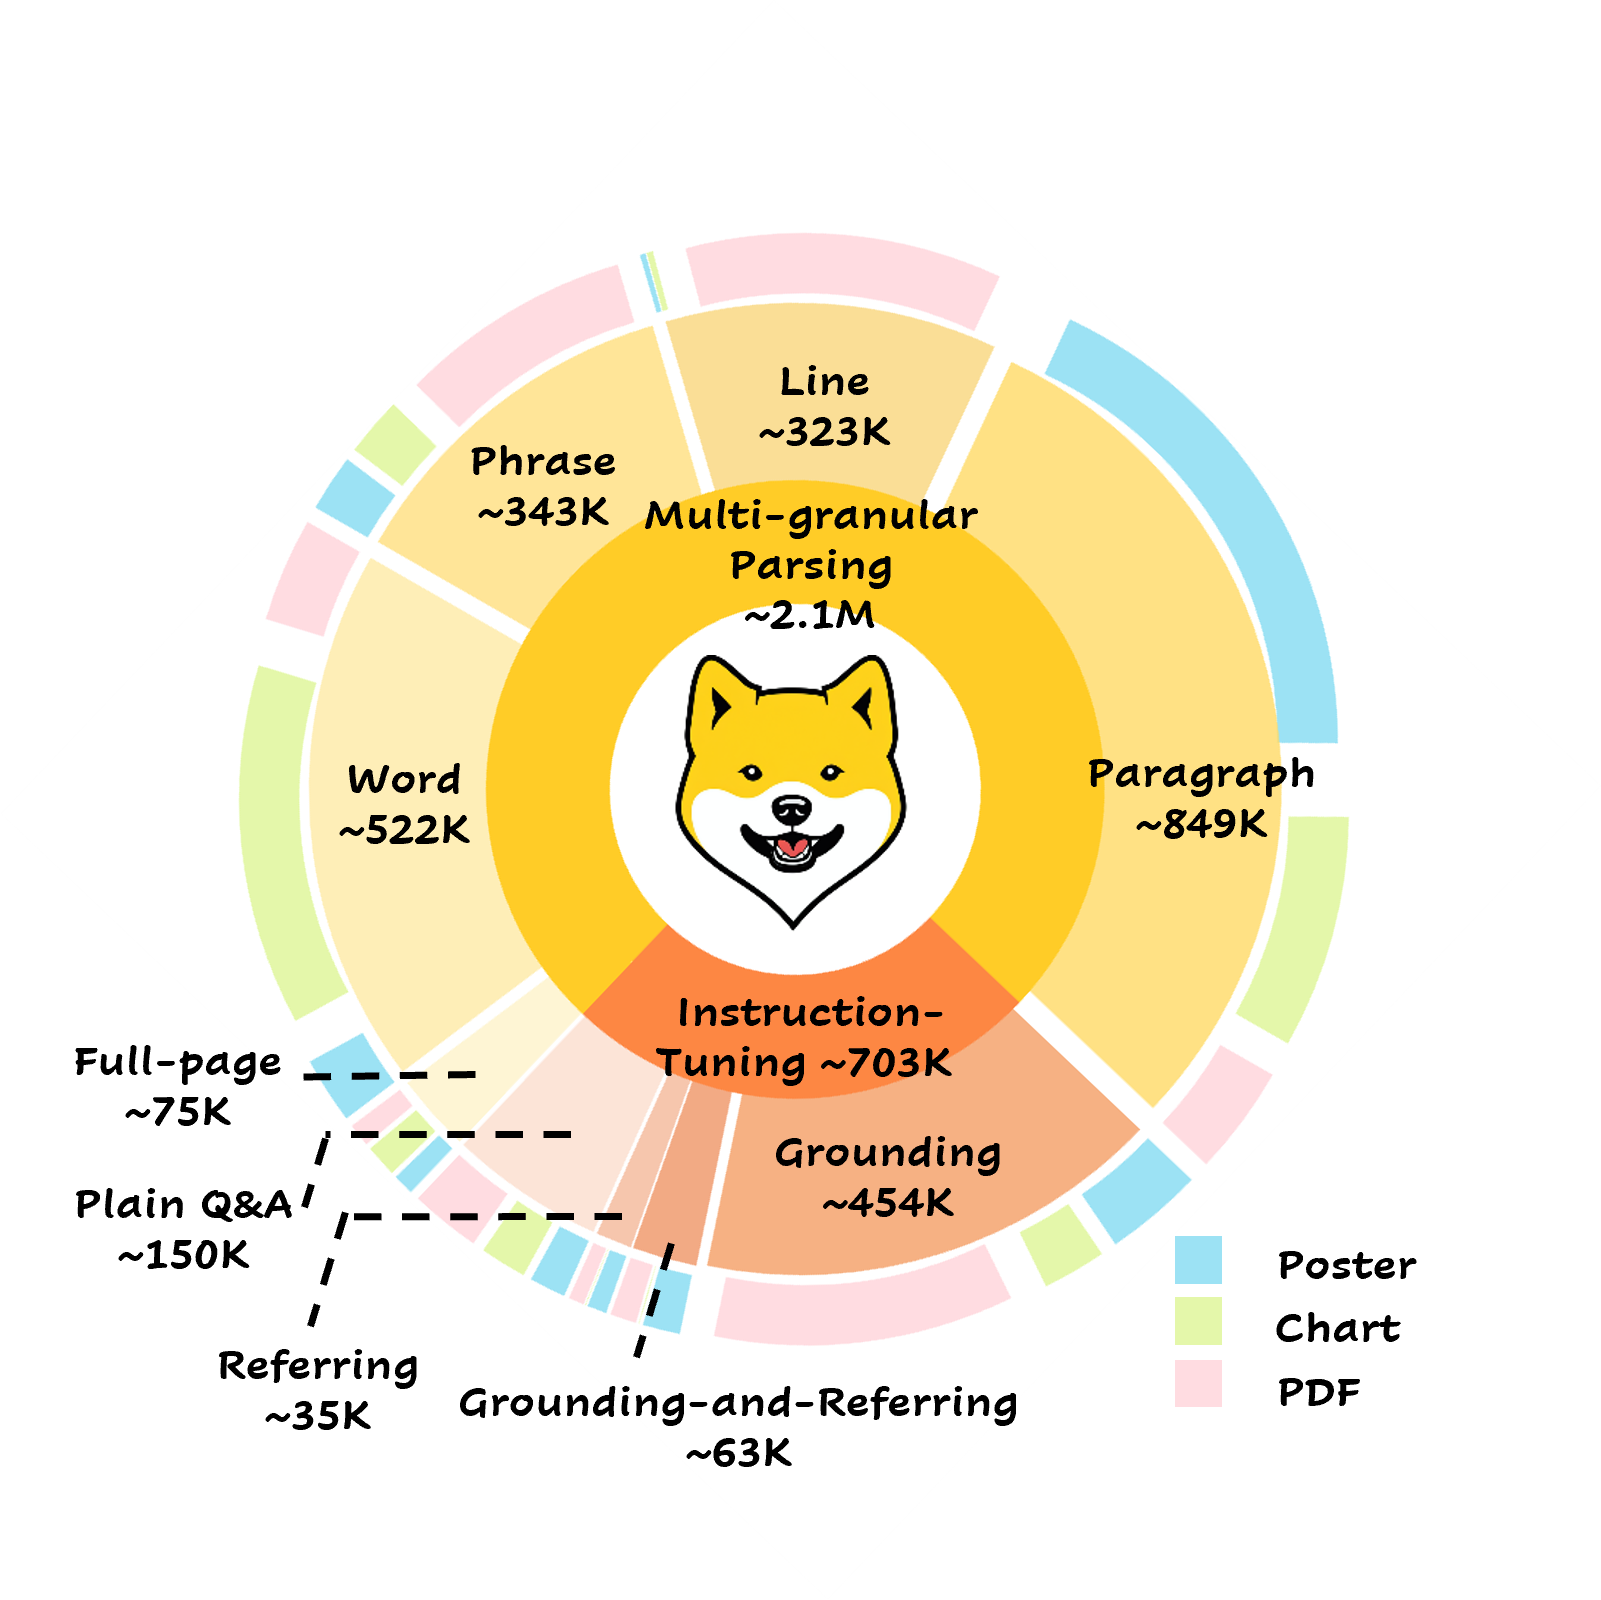 Line
~323K
Phrase
~343K
Multi-granular
Parsing
~2.1M
Word
~522K
Paragraph
~849K
Instruction-
Tuning ~703K
Full-page
~75K
Grounding
~454K
Plain Q&A
~150K
Referring
~35K
Grounding-and-Referring
~63K
Poster
Chart
PDF